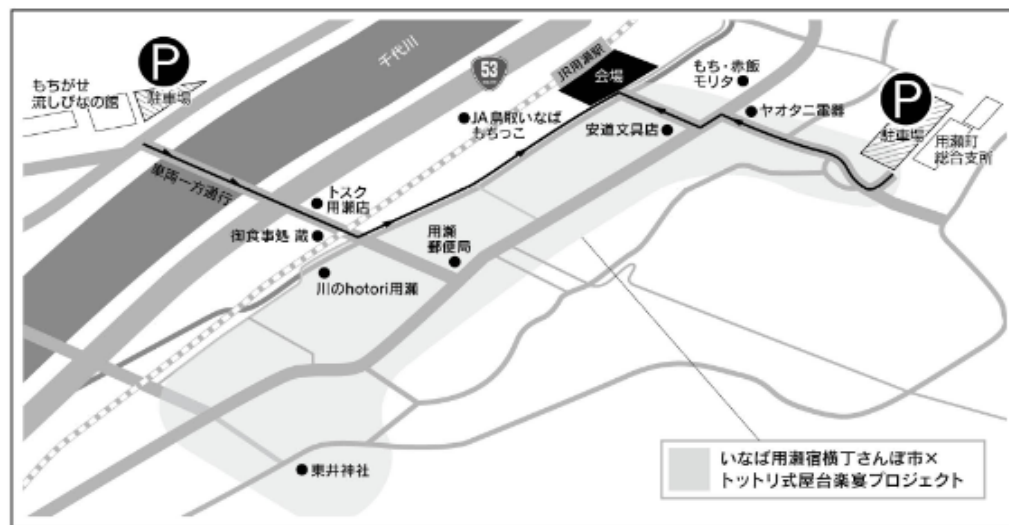 千代川
P
53
JR用瀬駅
会場
もち・赤飯
モリタ
P
もちがせ
流しびなの館
駐車場
JA鳥取いなば
もちっこ
安道文具店
ヤオタニ電器
駐車場
用瀬町
総合支所
車両一方通行
トスク
用瀬店
御食事処 蔵
用瀬
郵便局
川のhotori用瀬
東井神社
いなば用瀬宿横丁さんぽ市×
トットリ式屋台楽宴プロジェクト